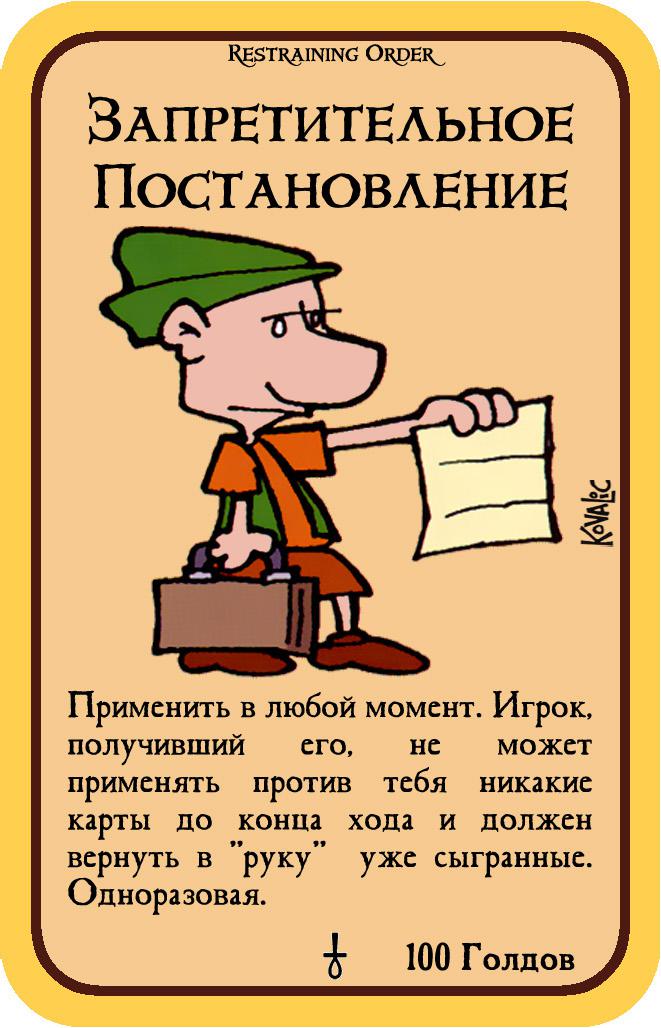 Restraining Order
Запретительное
Постановление
Kovalic
Применить в любой момент. Игрок,
получивший его, не может
применять против тебя никакие
карты до конца хода и должен
вернуть в "руку" уже сыгранные.
Одноразовая.
100 Голдов